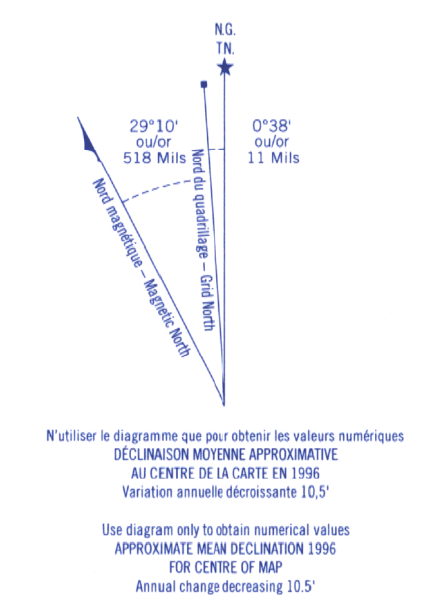 N.G.
TN.
29°10'
ou/or
518 Mils
0°38'
ou/or
11 Mils
Nord du quadrillage – Grid North
Nord magnétique – Magnetic North
N'utiliser le diagramme que pour obtenir les valeurs numériques
DÉCLINAISON MOYENNE APPROXIMATIVE
AU CENTRE DE LA CARTE EN 1996
Variation annuelle décroissante 10,5'
Use diagram only to obtain numerical values
APPROXIMATE MEAN DECLINATION 1996
FOR CENTRE OF MAP
Annual change decreasing 10.5'